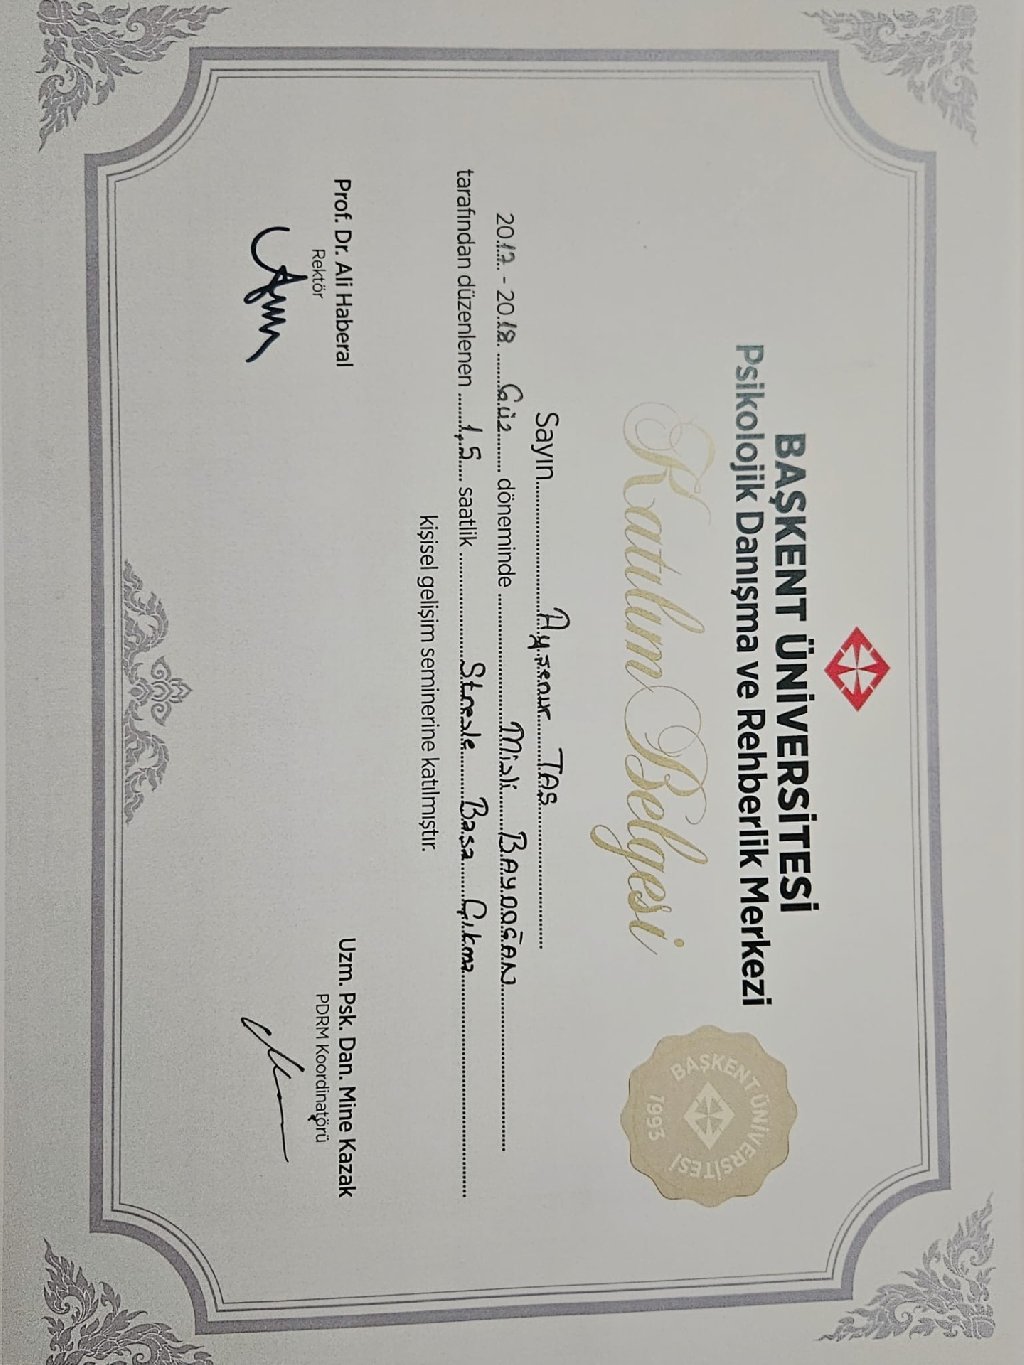 BAŞKENT ÜNİVERSİTESİ
Psikolojik Danışma ve Rehberlik Merkezi
Katılım Belgesi
BAŞKENT ÜNİVERSİTESİ
1993
Sayın Ayşenur TAŞ
2017 - 2018 Güz döneminde Misli BAYDOĞAN
tarafından düzenlenen 1,5 saatlik Stresle Başa Çıkma
kişisel gelişim seminerine katılmıştır.
Prof. Dr. Ali Haberal
Rektör
Uzm. Psk. Dan. Mine Kazak
PDRM Koordinatörü